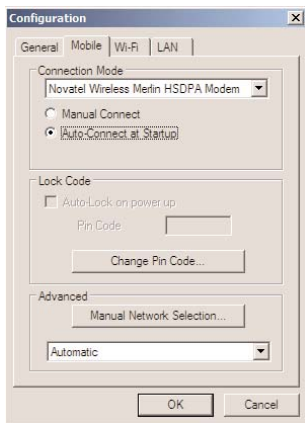 Configuration
General Mobile Wi-Fi LAN
Connection Mode
Novatel Wireless Merlin HSDPA Modem
Manual Connect
Auto-Connect at Startup
Lock Code
Auto-Lock on power up
Pin Code
Change Pin Code...
Advanced
Manual Network Selection...
Automatic
OK Cancel